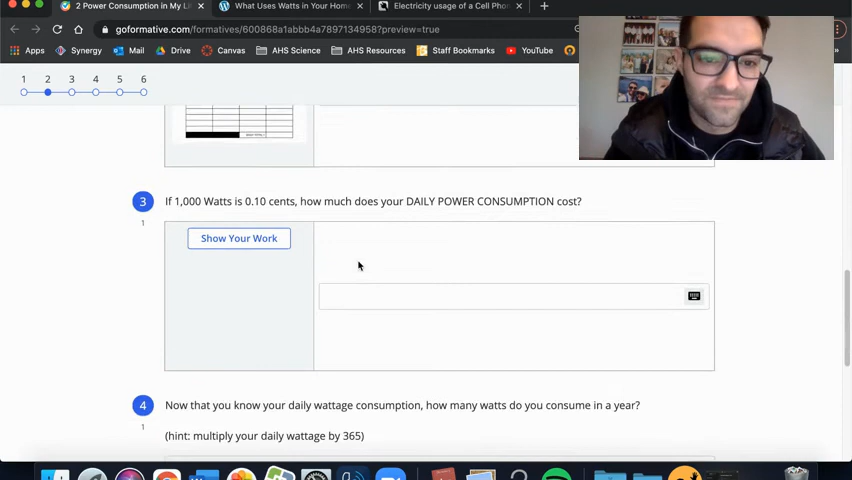 2 Power Consumption in My Li
What Uses Watts in Your Home
Electricity usage of a Cell Phon
goformative.com/formatives/600868a1abbb4a7897134958?preview=true
Apps
Synergy
Mail
Drive
Canvas
AHS Science
AHS Resources
Staff Bookmarks
YouTube
1 2 3 4 5 6
3 If 1,000 Watts is 0.10 cents, how much does your DAILY POWER CONSUMPTION cost?
1
Show Your Work
4 Now that you know your daily wattage consumption, how many watts do you consume in a year?
1
(hint: multiply your daily wattage by 365)